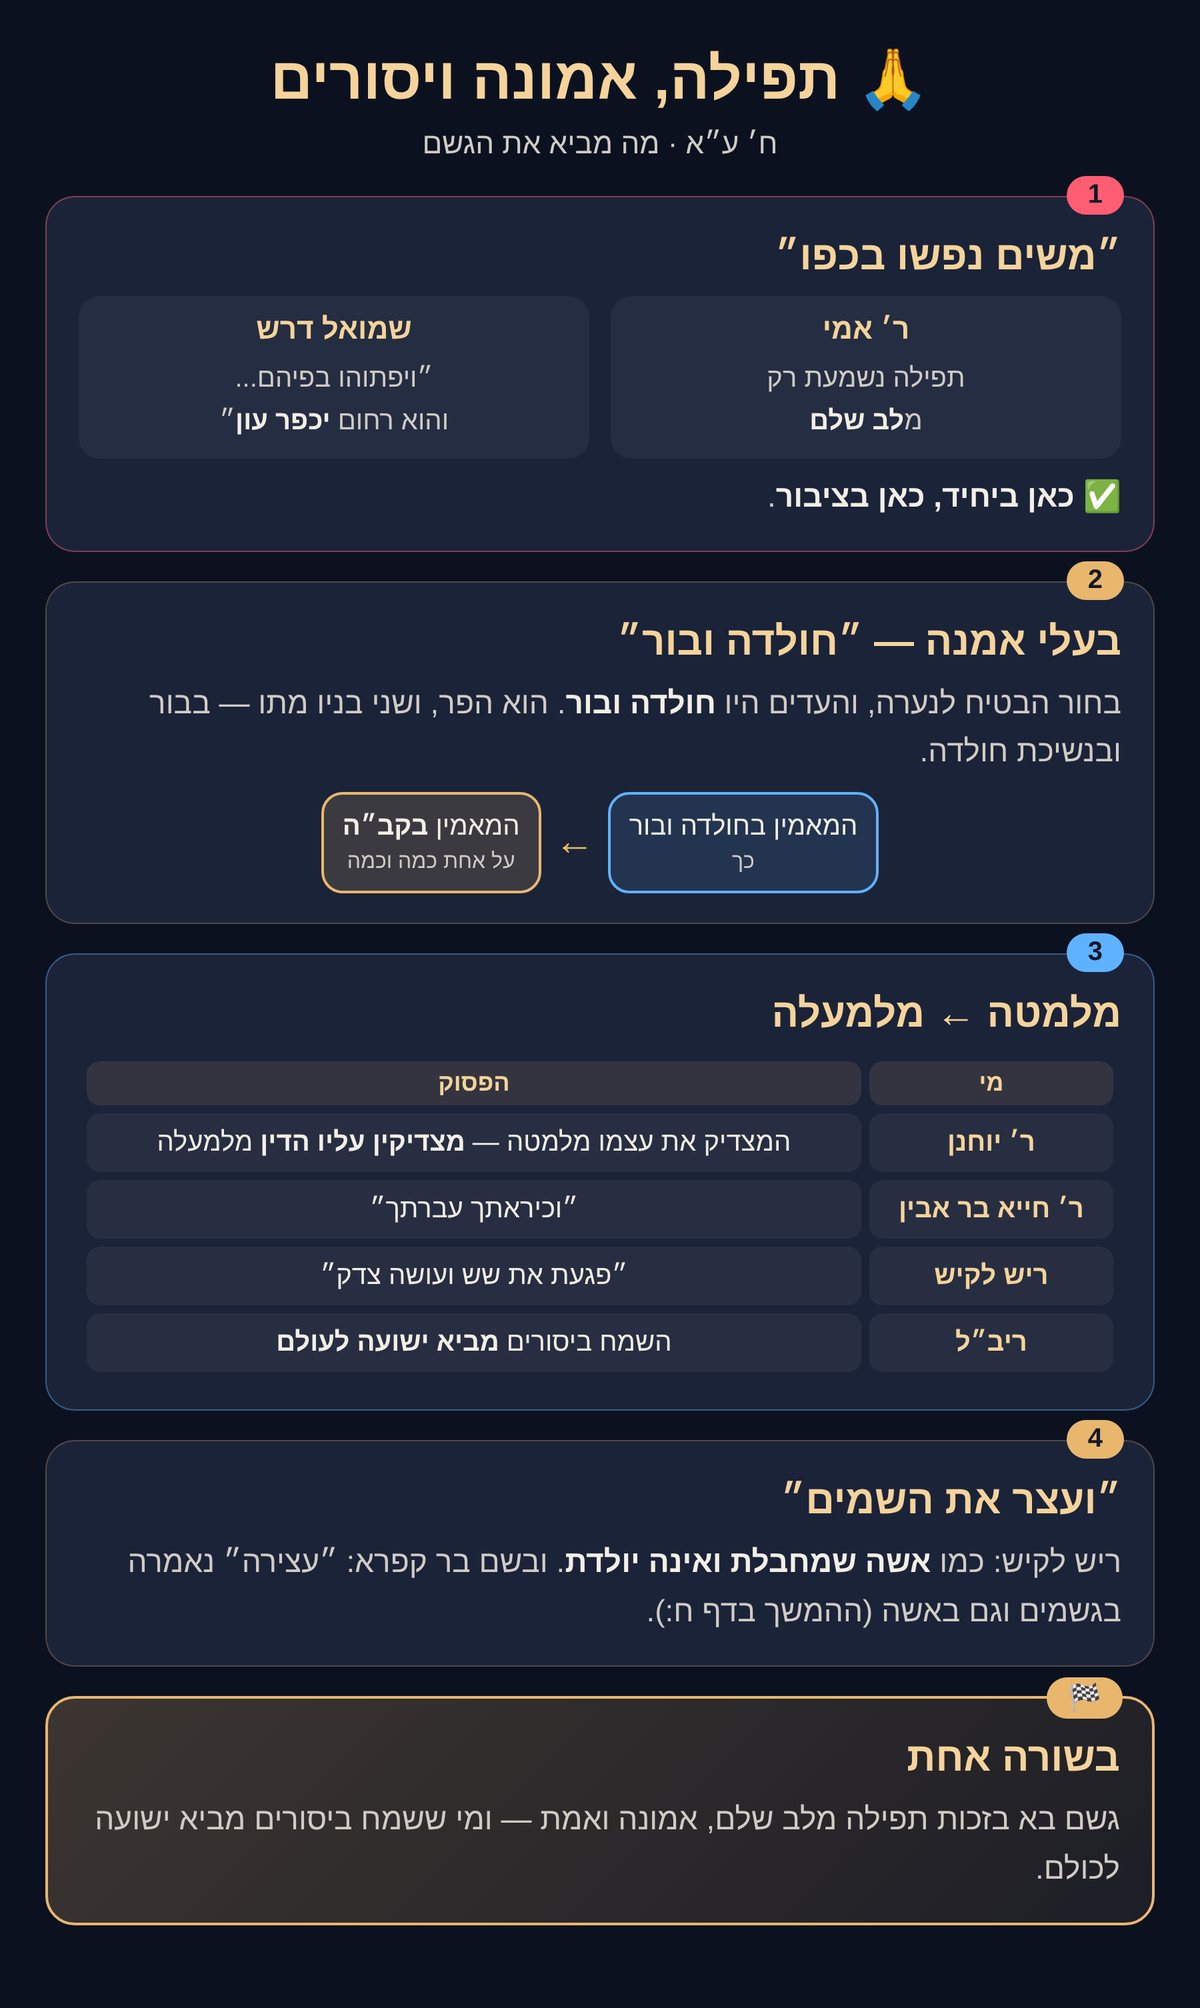 🙏 תפילה, אמונה ויסורים
ח׳ ע״א · מה מביא את הגשם
1
״משים נפשו בכפו״
ר׳ אמי
תפילה נשמעת רק
מלב שלם
שמואל דרש
״ויפתוהו בפיהם...
והוא רחום יכפר עון״
✅ כאן ביחיד, כאן בציבור.
2
בעלי אמנה — ״חולדה ובור״
בחור הבטיח לנערה, והעדים היו חולדה ובור. הוא הפר, ושני בניו מתו — בבור
ובנשיכת חולדה.
המאמין בחולדה ובור
כך
←
המאמין בקב״ה
על אחת כמה וכמה
3
מלמטה ← מלמעלה
מי הפסוק
ר׳ יוחנן המצדיק את עצמו מלמטה — מצדיקין עליו הדין מלמעלה
ר׳ חייא בר אבין ״וכיראתך עברתך״
ריש לקיש ״פגעת את שש ועושה צדק״
ריב״ל השמח ביסורים מביא ישועה לעולם
4
״ועצר את השמים״
ריש לקיש: כמו אשה שמחבלת ואינה יולדת. ובשם בר קפרא: ״עצירה״ נאמרה
בגשמים וגם באשה (ההמשך בדף ח:).
🏁
בשורה אחת
גשם בא בזכות תפילה מלב שלם, אמונה ואמת — ומי ששמח ביסורים מביא ישועה
לכולם.